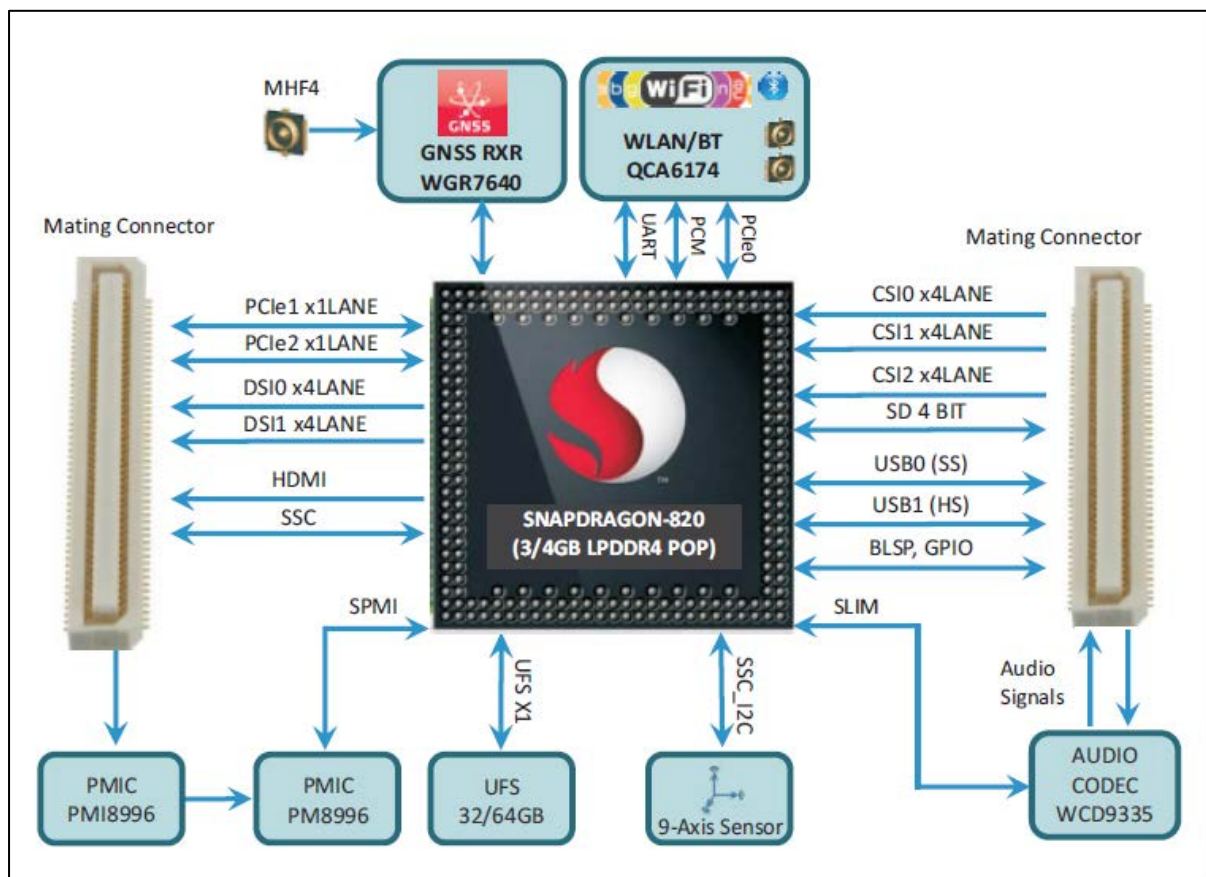 MHF4
GNSS
GNSS RXR
WGR7640
a b g WiFi n ac
WLAN/BT
QCA6174
UART
PCM
PCIe0
Mating Connector
Mating Connector
PCIe1 x1LANE
PCIe2 x1LANE
DSI0 x4LANE
DSI1 x4LANE
HDMI
SSC
CSI0 x4LANE
CSI1 x4LANE
CSI2 x4LANE
SD 4 BIT
USB0 (SS)
USB1 (HS)
BLSP, GPIO
TM
SNAPDRAGON-820
(3/4GB LPDDR4 POP)
SPMI
SLIM
UFS X1
SSC_I2C
Audio
Signals
PMIC
PMI8996
PMIC
PM8996
UFS
32/64GB
9-Axis Sensor
AUDIO
CODEC
WCD9335